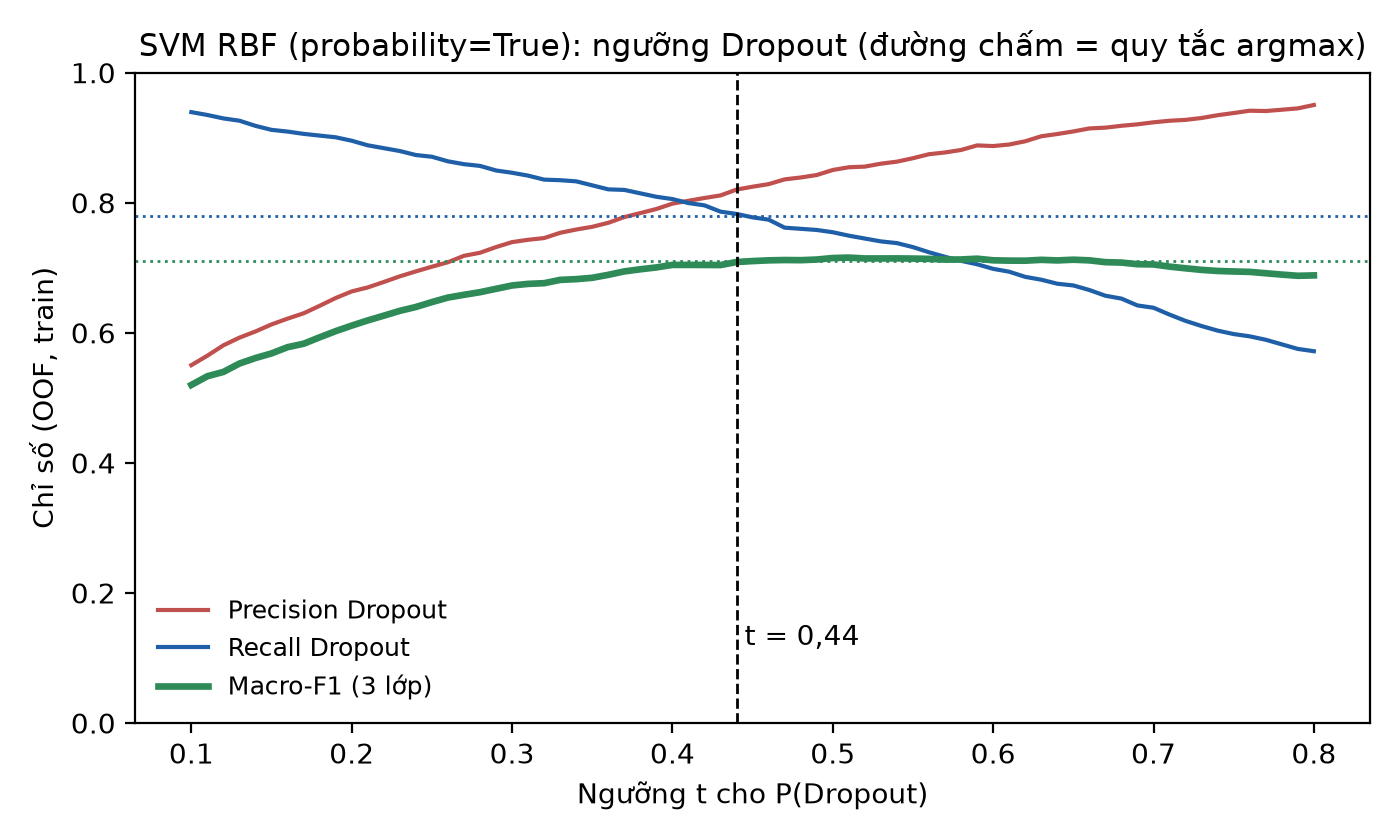 SVM RBF (probability=True): ngưỡng Dropout (đường chấm = quy tắc argmax)
1.0
0.8
0.6
0.4
0.2
0.0
Chỉ số (OOF, train)
Precision Dropout
Recall Dropout
Macro-F1 (3 lớp)
t = 0,44
0.1 0.2 0.3 0.4 0.5 0.6 0.7 0.8
Ngưỡng t cho P(Dropout)